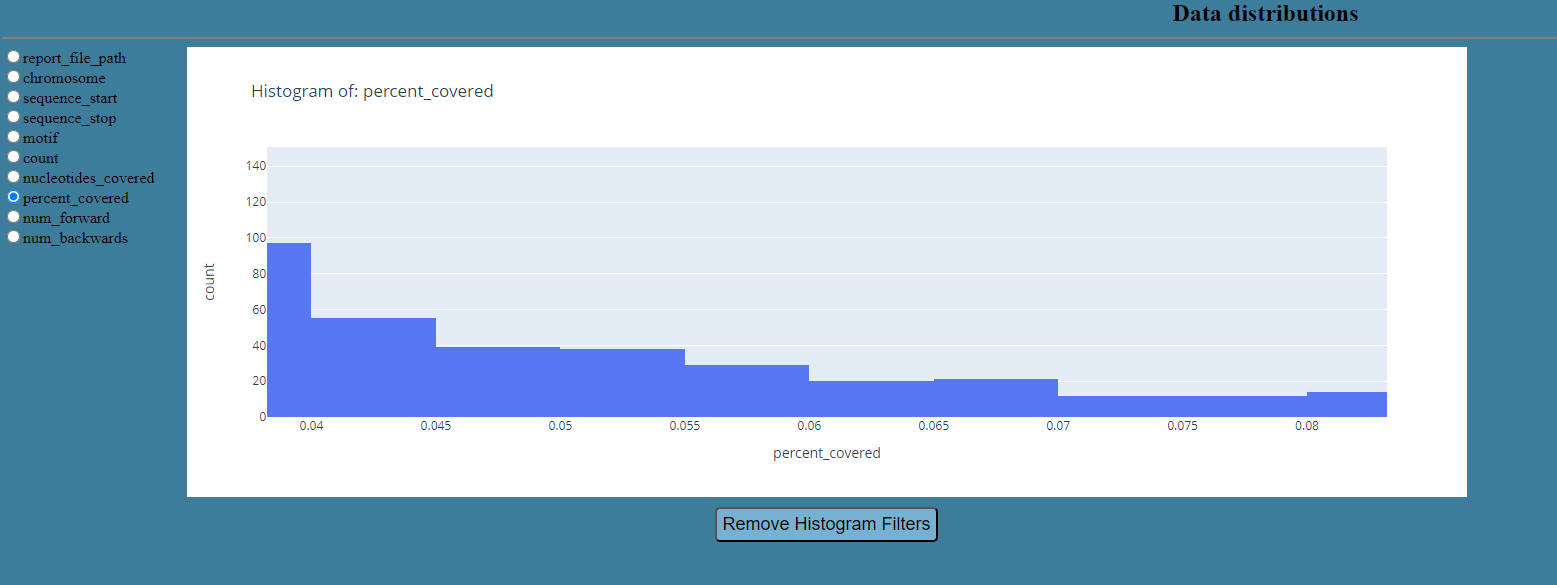 Data distributions
report_file_path
chromosome
sequence_start
sequence_stop
motif
count
nucleotides_covered
percent_covered
num_forward
num_backwards
Histogram of: percent_covered
140
120
100
80
60
40
20
0
count
0.04 0.045 0.05 0.055 0.06 0.065 0.07 0.075 0.08
percent_covered
Remove Histogram Filters